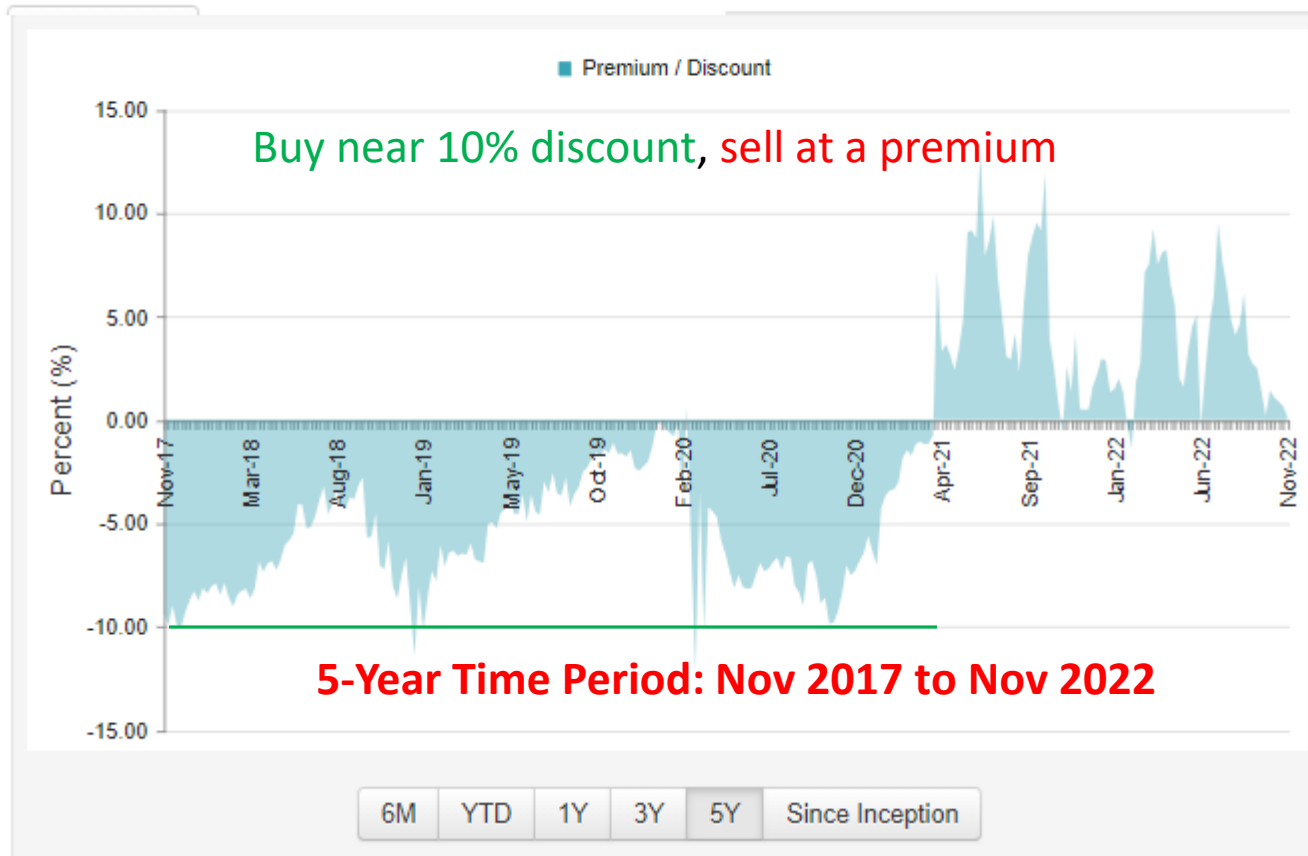 Premium / Discount
15.00
Buy near 10% discount, sell at a premium
10.00
5.00
Percent (%)
0.00
Nov-17
Mar-18
Aug-18
Jan-19
May-19
Oct-19
Feb-20
Jul-20
Dec-20
Apr-21
Sep-21
Jan-22
Jun-22
Nov-22
-5.00
-10.00
5-Year Time Period: Nov 2017 to Nov 2022
-15.00
6M YTD 1Y 3Y 5Y Since Inception